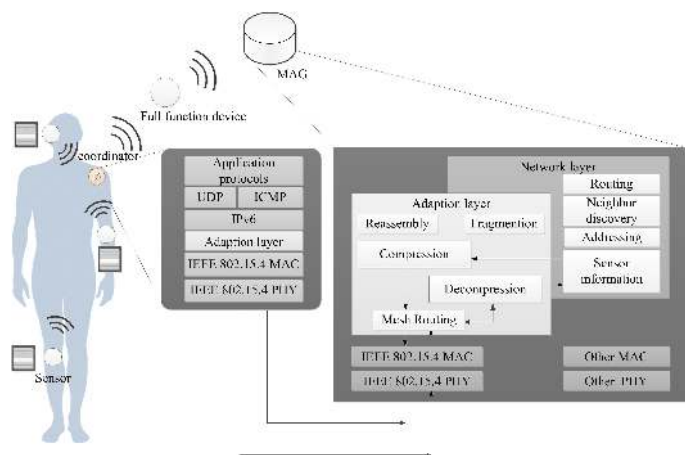 MAG
Full function device
coordinator
Sensor
Application
protocols
UDP
ICMP
IPv6
Adaption layer
IEEE 802.15.4 MAC
IEEE 802.15.4 PHY
Network layer
Routing
Neighbor
discovery
Addressing
Sensor
information
Adaption layer
Reassembly
Fragmention
Compression
Decompression
Mesh Routing
IEEE 802.15.4 MAC
IEEE 802.15.4 PHY
Other MAC
Other PHY